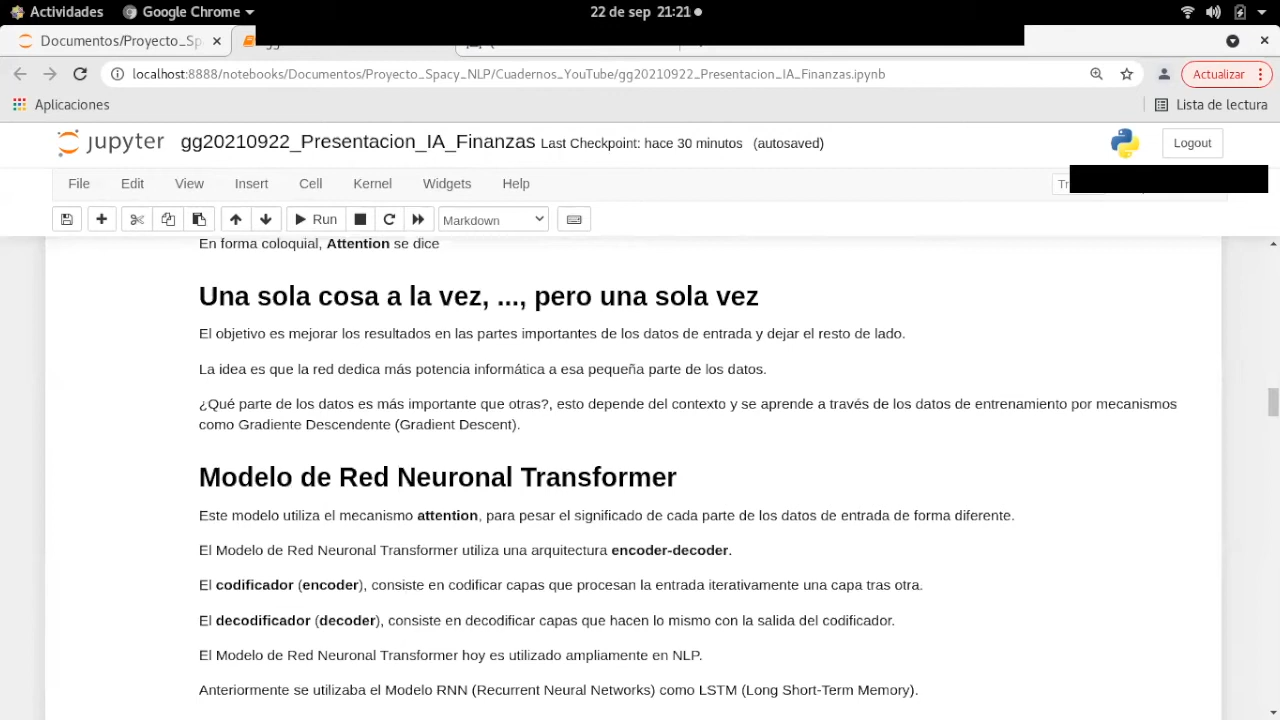 Actividades Google Chrome 22 de sep 21:21
Documentos/Proyecto_Sp
localhost:8888/notebooks/Documentos/Proyecto_Spacy_NLP/Cuadernos_YouTube/gg20210922_Presentacion_IA_Finanzas.ipynb Actualizar
Aplicaciones Lista de lectura
jupyter gg20210922_Presentacion_IA_Finanzas Last Checkpoint: hace 30 minutos (autosaved) Logout
File Edit View Insert Cell Kernel Widgets Help
Run Markdown
En forma coloquial, Attention se dice
Una sola cosa a la vez, ..., pero una sola vez
El objetivo es mejorar los resultados en las partes importantes de los datos de entrada y dejar el resto de lado.
La idea es que la red dedica más potencia informática a esa pequeña parte de los datos.
¿Qué parte de los datos es más importante que otras?, esto depende del contexto y se aprende a través de los datos de entrenamiento por mecanismos
como Gradiente Descendente (Gradient Descent).
Modelo de Red Neuronal Transformer
Este modelo utiliza el mecanismo attention, para pesar el significado de cada parte de los datos de entrada de forma diferente.
El Modelo de Red Neuronal Transformer utiliza una arquitectura encoder-decoder.
El codificador (encoder), consiste en codificar capas que procesan la entrada iterativamente una capa tras otra.
El decodificador (decoder), consiste en decodificar capas que hacen lo mismo con la salida del codificador.
El Modelo de Red Neuronal Transformer hoy es utilizado ampliamente en NLP.
Anteriormente se utilizaba el Modelo RNN (Recurrent Neural Networks) como LSTM (Long Short-Term Memory).